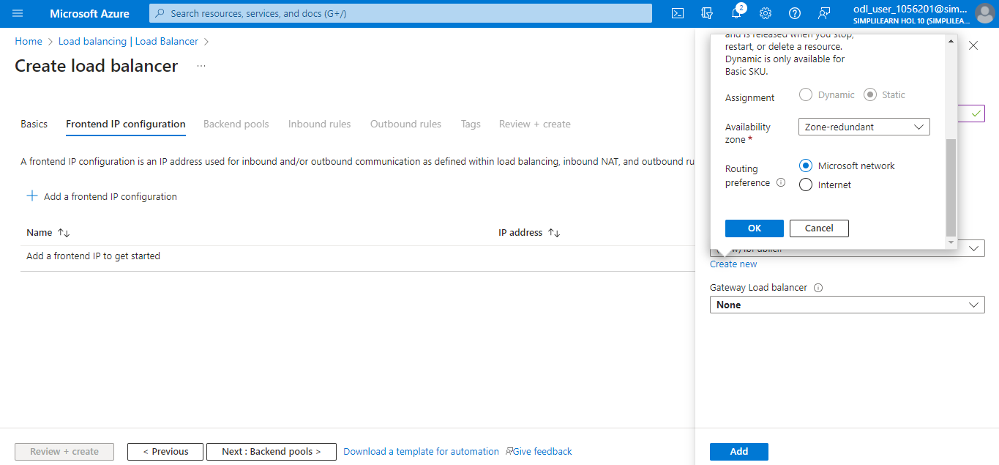 Microsoft Azure
Search resources, services, and docs (G+/)
2
odl_user_1056201@sim...
SIMPLILEARN HOL 10 (SIMPLILEA...
Home > Load balancing | Load Balancer >
Create load balancer ...
Basics
Frontend IP configuration
Backend pools
Inbound rules
Outbound rules
Tags
Review + create
A frontend IP configuration is an IP address used for inbound and/or outbound communication as defined within load balancing, inbound NAT, and outbound ru
+ Add a frontend IP configuration
Name ↑↓
IP address ↑↓
Add a frontend IP to get started
and is released when you stop,
restart, or delete a resource.
Dynamic is only available for
Basic SKU.
Assignment
Dynamic
Static
Availability
zone *
Zone-redundant
Routing
preference
Microsoft network
Internet
OK
Cancel
Create new
Gateway Load balancer
None
Review + create
< Previous
Next : Backend pools >
Download a template for automation
Give feedback
Add